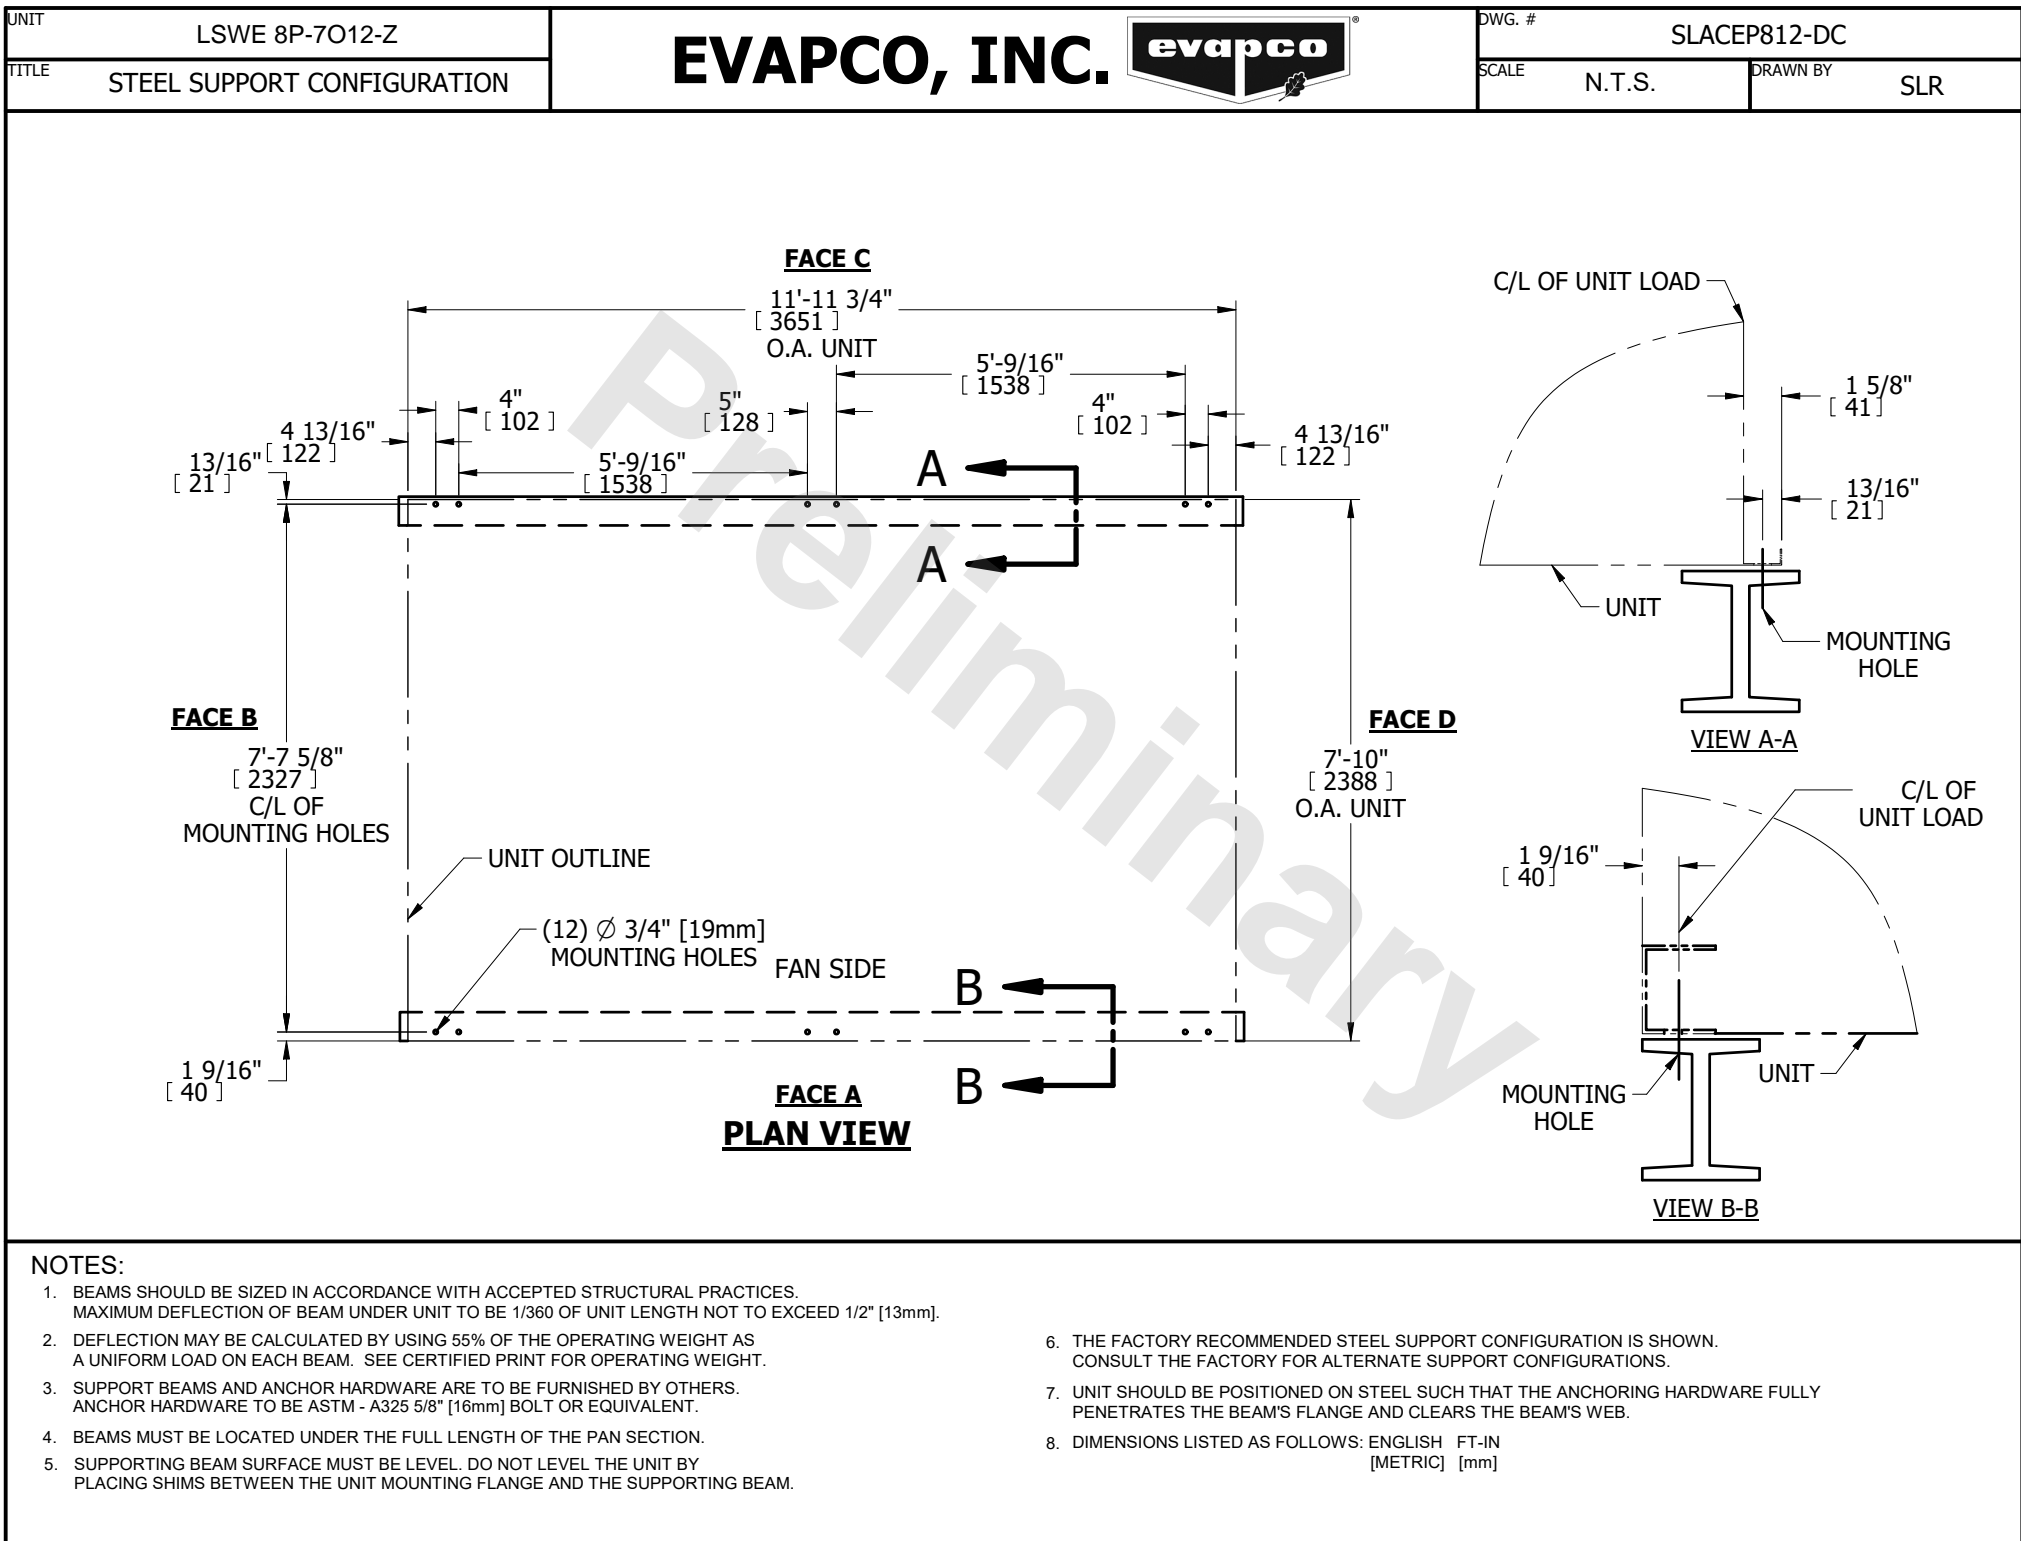 UNIT
LSWE 8P-7O12-Z
TITLE
STEEL SUPPORT CONFIGURATION
EVAPCO, INC.
evapco
®
DWG. #
SLACEP812-DC
SCALE
N.T.S.
DRAWN BY
SLR
FACE C
11'-11 3/4"
[ 3651 ]
O.A. UNIT
5'-9/16"
[ 1538 ]
4"
[ 102 ]
5"
[ 128 ]
4"
[ 102 ]
4 13/16"
[ 122 ]
4 13/16"
[ 122 ]
13/16"
[ 21 ]
5'-9/16"
[ 1538 ]
A
A
FACE B
7'-7 5/8"
[ 2327 ]
C/L OF
MOUNTING HOLES
FACE D
7'-10"
[ 2388 ]
O.A. UNIT
UNIT OUTLINE
(12) Ø 3/4" [19mm]
MOUNTING HOLES
FAN SIDE
B
B
1 9/16"
[ 40 ]
FACE A
PLAN VIEW
Preliminary
C/L OF UNIT LOAD
1 5/8"
[ 41 ]
13/16"
[ 21 ]
UNIT
MOUNTING
HOLE
VIEW A-A
C/L OF
UNIT LOAD
1 9/16"
[ 40 ]
UNIT
MOUNTING
HOLE
VIEW B-B
NOTES:
1. BEAMS SHOULD BE SIZED IN ACCORDANCE WITH ACCEPTED STRUCTURAL PRACTICES.
MAXIMUM DEFLECTION OF BEAM UNDER UNIT TO BE 1/360 OF UNIT LENGTH NOT TO EXCEED 1/2" [13mm].
2. DEFLECTION MAY BE CALCULATED BY USING 55% OF THE OPERATING WEIGHT AS
A UNIFORM LOAD ON EACH BEAM. SEE CERTIFIED PRINT FOR OPERATING WEIGHT.
3. SUPPORT BEAMS AND ANCHOR HARDWARE ARE TO BE FURNISHED BY OTHERS.
ANCHOR HARDWARE TO BE ASTM - A325 5/8" [16mm] BOLT OR EQUIVALENT.
4. BEAMS MUST BE LOCATED UNDER THE FULL LENGTH OF THE PAN SECTION.
5. SUPPORTING BEAM SURFACE MUST BE LEVEL. DO NOT LEVEL THE UNIT BY
PLACING SHIMS BETWEEN THE UNIT MOUNTING FLANGE AND THE SUPPORTING BEAM.
6. THE FACTORY RECOMMENDED STEEL SUPPORT CONFIGURATION IS SHOWN.
CONSULT THE FACTORY FOR ALTERNATE SUPPORT CONFIGURATIONS.
7. UNIT SHOULD BE POSITIONED ON STEEL SUCH THAT THE ANCHORING HARDWARE FULLY
PENETRATES THE BEAM'S FLANGE AND CLEARS THE BEAM'S WEB.
8. DIMENSIONS LISTED AS FOLLOWS: ENGLISH FT-IN
[METRIC] [mm]